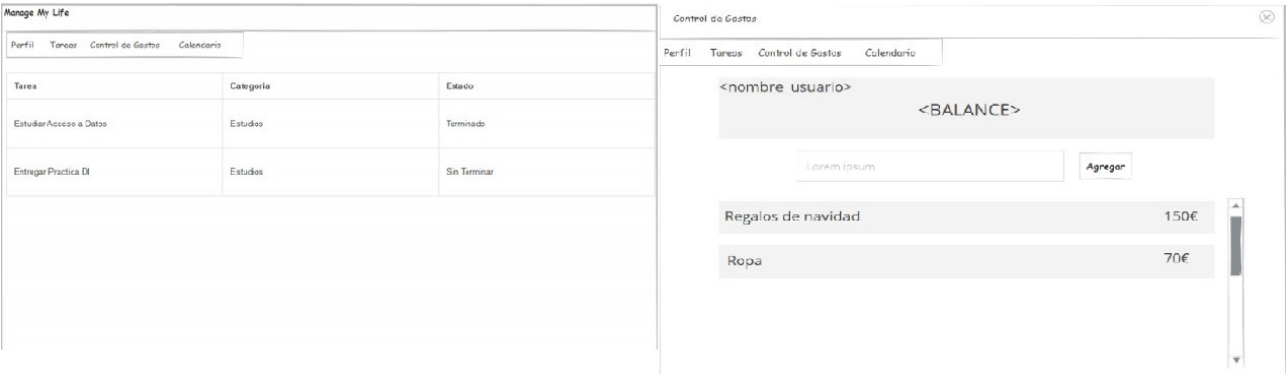 Manage My Life
Perfil Tareas Control de Gastos Calendario
Tarea Categoria Estado
Estudiar Acceso a Datos Estudios Terminado
Entregar Practica DI Estudios Sin Terminar
Control de Gastos
Perfil Tareas Control de Gastos Calendario
<nombre usuario>
<BALANCE>
Lorem ipsum Agregar
Regalos de navidad 150€
Ropa 70€